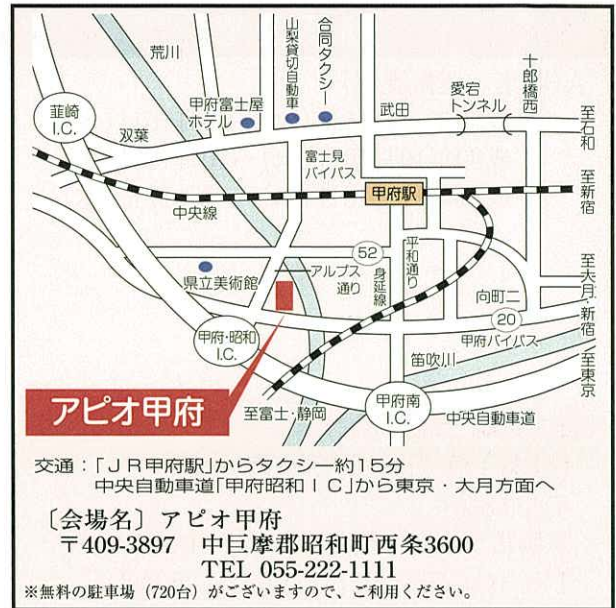 荒川
山梨貸切自動車
合同タクシー
十郎橋西
韮崎I.C.
双葉
甲府富士屋ホテル
武田
愛宕トンネル
至石和
富士見バイパス
甲府駅
至新宿
中央線
52
平和通り
県立美術館
アルプス通り
身延線
向町二
至大月・新宿
20
甲府バイパス
甲府・昭和I.C.
笛吹川
至東京
アピオ甲府
至富士・静岡
甲府南I.C.
中央自動車道
交通：「JR甲府駅」からタクシー約15分
中央自動車道「甲府昭和IC」から東京・大月方面へ
〔会場名〕アピオ甲府
〒409-3897 中巨摩郡昭和町西条3600
TEL 055-222-1111
※無料の駐車場（720台）がございますので、ご利用ください。